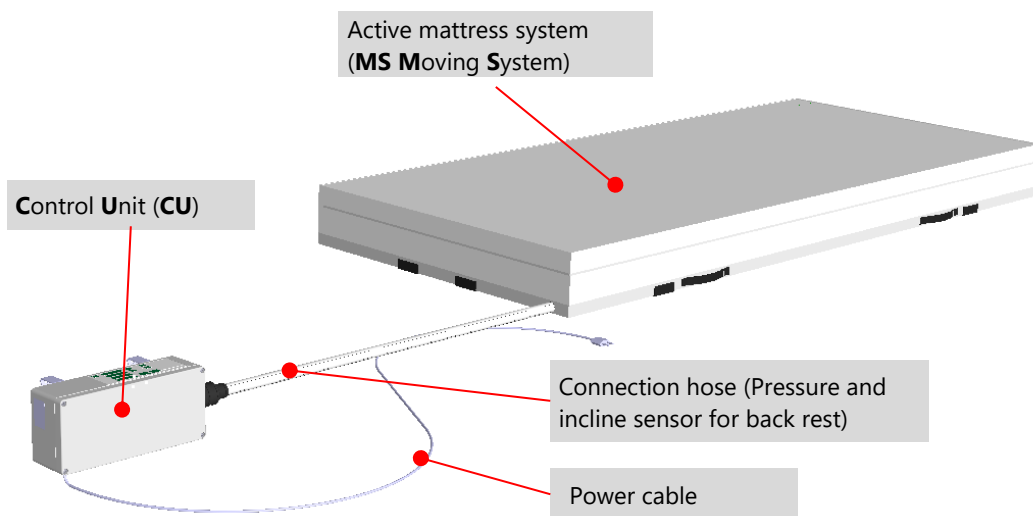 Active mattress system
(MS Moving System)
Control Unit (CU)
Connection hose (Pressure and
incline sensor for back rest)
Power cable